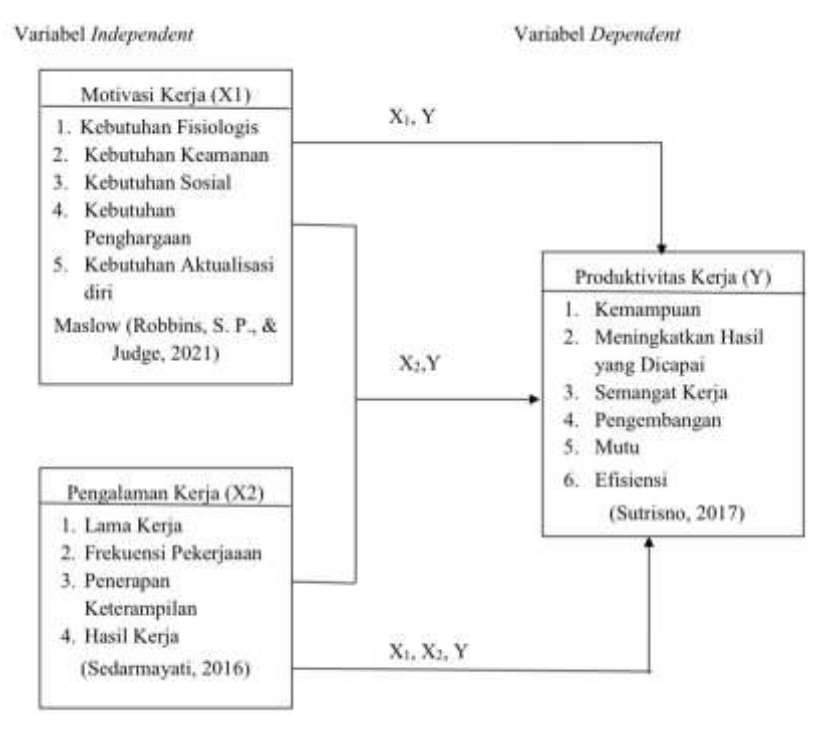 Variabel Independent
Variabel Dependent
Motivasi Kerja (X1)
1. Kebutuhan Fisiologis
2. Kebutuhan Keamanan
3. Kebutuhan Sosial
4. Kebutuhan
Penghargaan
5. Kebutuhan Aktualisasi
diri
Maslow (Robbins, S. P., &
Judge, 2021)
X₁, Y
X₂,Y
Pengalaman Kerja (X2)
1. Lama Kerja
2. Frekuensi Pekerjaaan
3. Penerapan
Keterampilan
4. Hasil Kerja
(Sedarmayati, 2016)
X₁, X₂, Y
Produktivitas Kerja (Y)
1. Kemampuan
2. Meningkatkan Hasil
yang Dicapai
3. Semangat Kerja
4. Pengembangan
5. Mutu
6. Efisiensi
(Sutrisno, 2017)